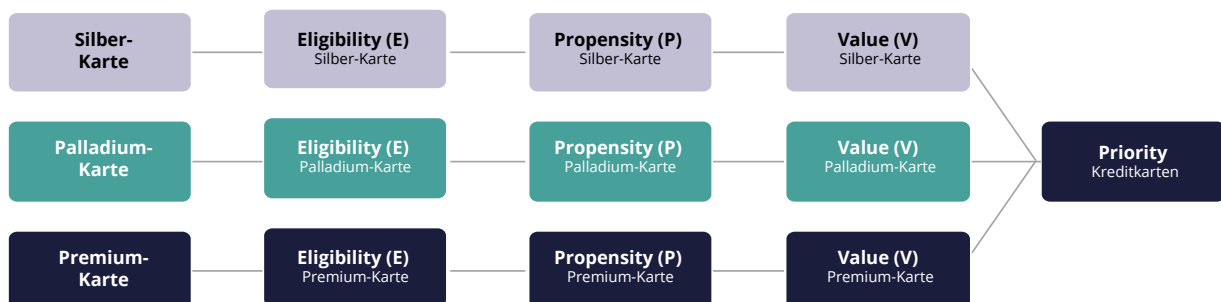 Silber-
Karte
Eligibility (E)
Silber-Karte
Propensity (P)
Silber-Karte
Value (V)
Silber-Karte
Palladium-
Karte
Eligibility (E)
Palladium-Karte
Propensity (P)
Palladium-Karte
Value (V)
Palladium-Karte
Priority
Kreditkarten
Premium-
Karte
Eligibility (E)
Premium-Karte
Propensity (P)
Premium-Karte
Value (V)
Premium-Karte